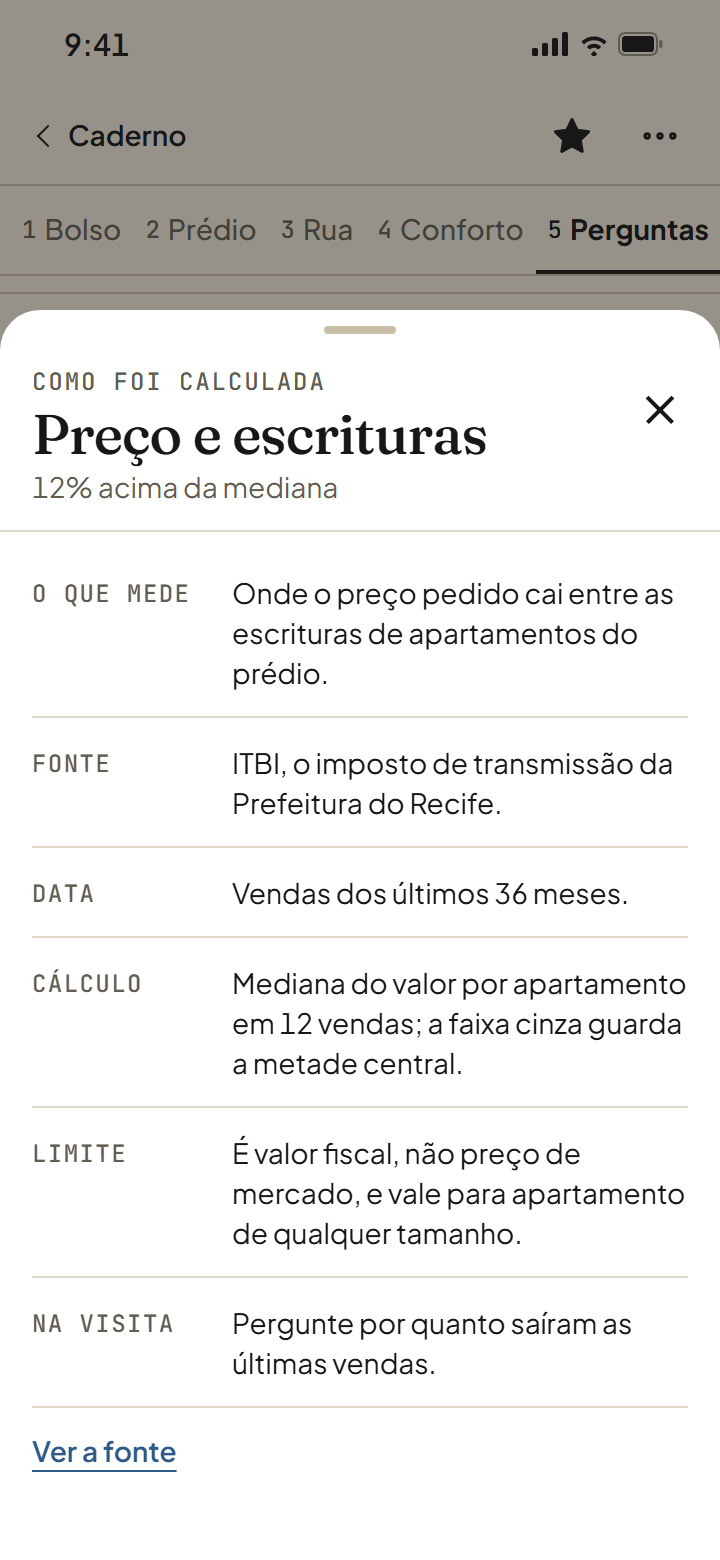 9:41
Caderno
1 Bolso 2 Prédio 3 Rua 4 Conforto 5 Perguntas
COMO FOI CALCULADA
Preço e escrituras
12% acima da mediana
O QUE MEDE
Onde o preço pedido cai entre as
escrituras de apartamentos do
prédio.
FONTE
ITBI, o imposto de transmissão da
Prefeitura do Recife.
DATA
Vendas dos últimos 36 meses.
CÁLCULO
Mediana do valor por apartamento
em 12 vendas; a faixa cinza guarda
a metade central.
LIMITE
É valor fiscal, não preço de
mercado, e vale para apartamento
de qualquer tamanho.
NA VISITA
Pergunte por quanto saíram as
últimas vendas.
Ver a fonte